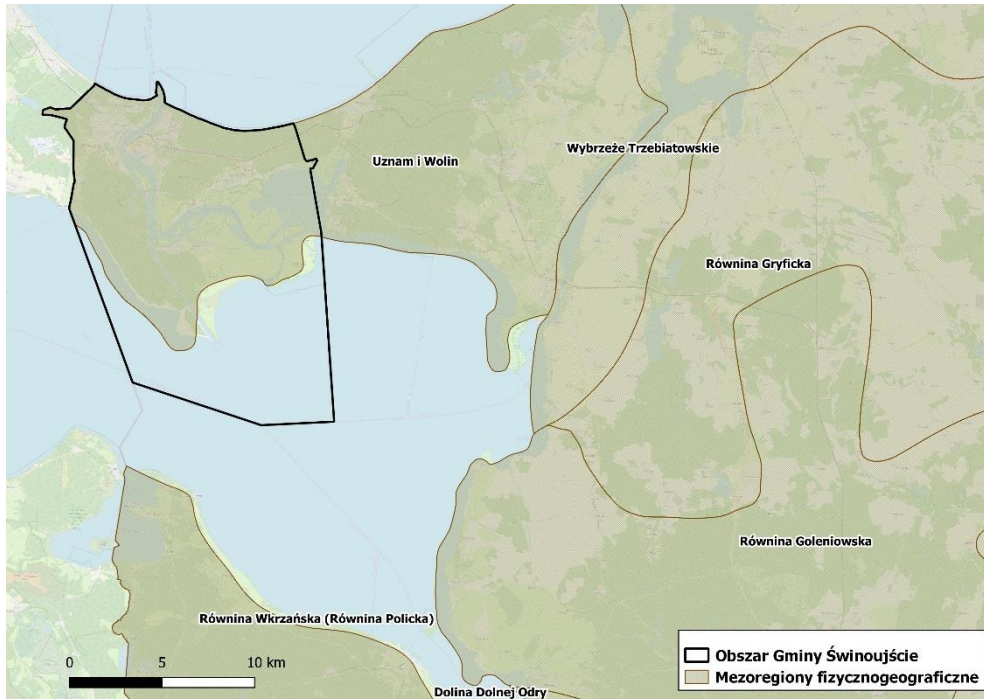 Wybrzeże Trzebiatowskie
Uznam i Wolin
Równina Gryficka
Równina Goleniowska
Równina Wkrzańska (Równina Policka)
Dolina Dolnej Odry
0 5 10 km
Obszar Gminy Świnoujście
Mezoregiony fizycznogeograficzne